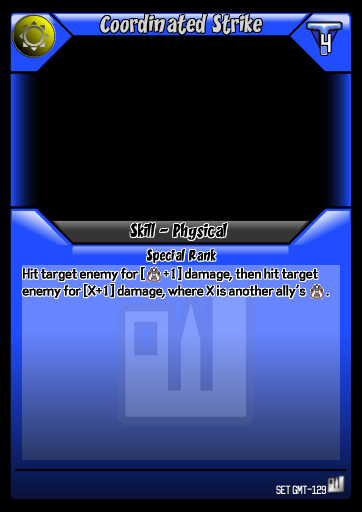 Coordinated Strike
4
Skill - Physical
Special Rank
Hit target enemy for [ +1] damage, then hit target
enemy for [X+1] damage, where X is another ally's .
SET GMT-129